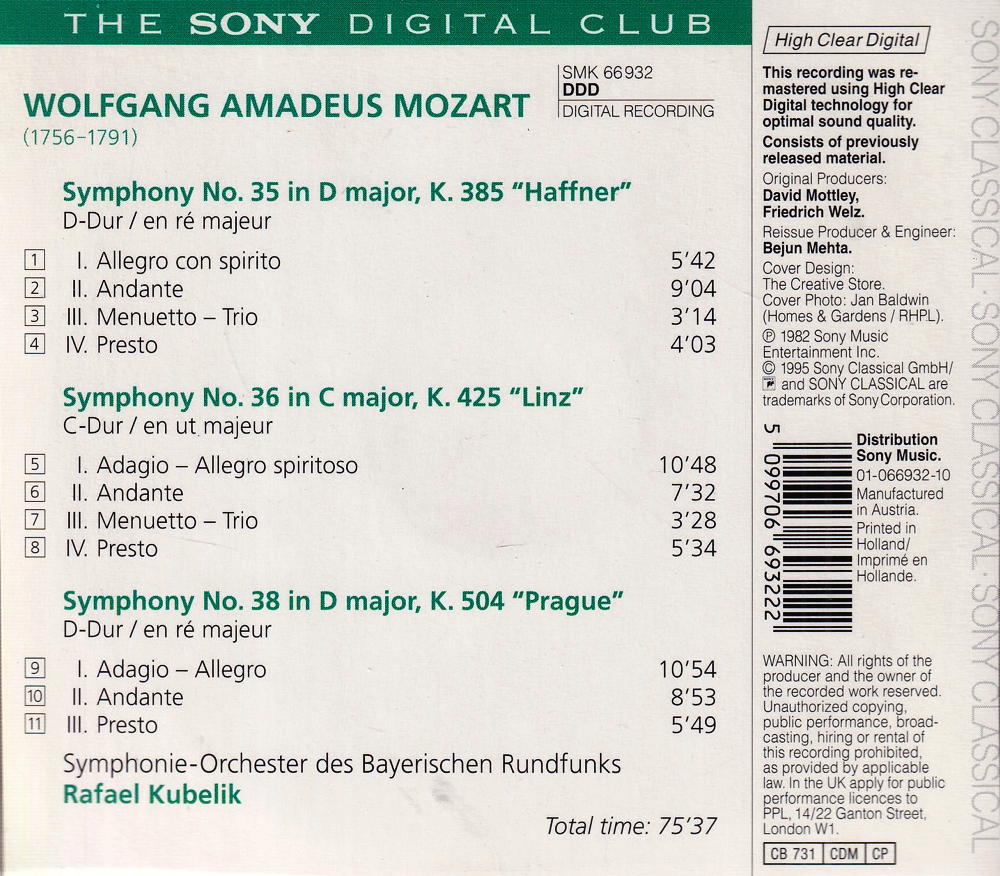 THE SONY DIGITAL CLUB
WOLFGANG AMADEUS MOZART
(1756–1791)
SMK 66932
DDD
DIGITAL RECORDING
Symphony No. 35 in D major, K. 385 “Haffner”
D-Dur / en ré majeur
1 I. Allegro con spirito 5’42
2 II. Andante 9’04
3 III. Menuetto – Trio 3’14
4 IV. Presto 4’03
Symphony No. 36 in C major, K. 425 “Linz”
C-Dur / en ut majeur
5 I. Adagio – Allegro spiritoso 10’48
6 II. Andante 7’32
7 III. Menuetto – Trio 3’28
8 IV. Presto 5’34
Symphony No. 38 in D major, K. 504 “Prague”
D-Dur / en ré majeur
9 I. Adagio – Allegro 10’54
10 II. Andante 8’53
11 III. Presto 5’49
Symphonie-Orchester des Bayerischen Rundfunks
Rafael Kubelik
Total time: 75’37
High Clear Digital
This recording was re-
mastered using High Clear
Digital technology for
optimal sound quality.
Consists of previously
released material.
Original Producers:
David Mottley,
Friedrich Welz.
Reissue Producer & Engineer:
Bejun Mehta.
Cover Design:
The Creative Store.
Cover Photo: Jan Baldwin
(Homes & Gardens / RHPL).
℗ 1982 Sony Music
Entertainment Inc.
© 1995 Sony Classical GmbH/
and SONY CLASSICAL are
trademarks of Sony Corporation.
5 099706 693222
Distribution
Sony Music.
01-066932-10
Manufactured
in Austria.
Printed in
Holland/
Imprimé en
Hollande.
WARNING: All rights of the
producer and the owner of
the recorded work reserved.
Unauthorized copying,
public performance, broad-
casting, hiring or rental of
this recording prohibited,
as provided by applicable
law. In the UK apply for public
performance licences to
PPL, 14/22 Ganton Street,
London W1.
CB 731 CDM CP
SONY CLASSICAL · SONY CLASSICAL · SONY CLASSICAL